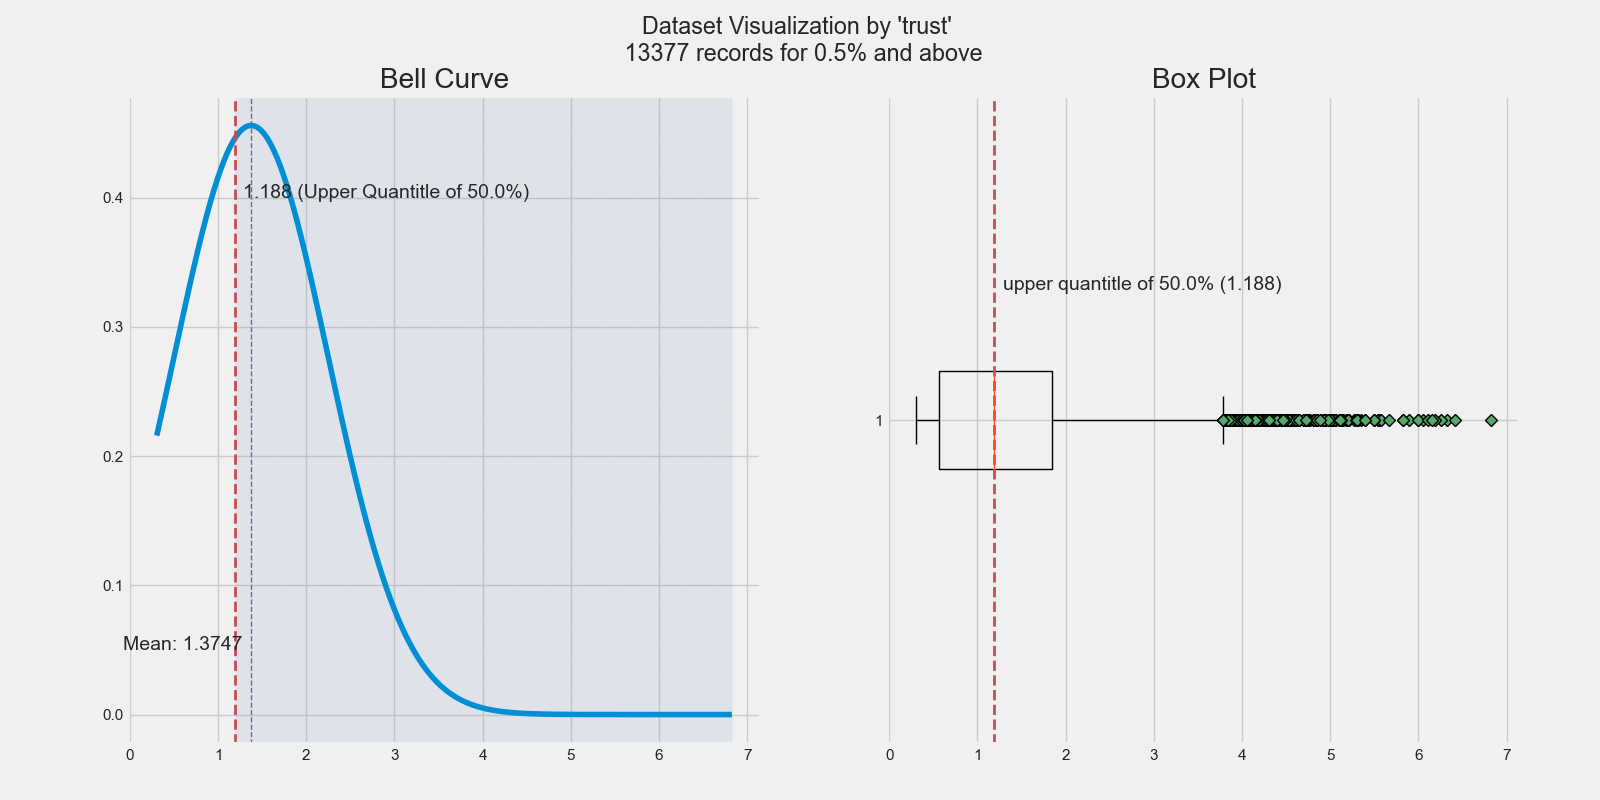 Dataset Visualization by 'trust'
13377 records for 0.5% and above
Bell Curve
0.4
0.3
0.2
0.1
0.0
1.188 (Upper Quantitle of 50.0%)
Mean: 1.3747
0 1 2 3 4 5 6 7
Box Plot
upper quantitle of 50.0% (1.188)
1
0 1 2 3 4 5 6 7